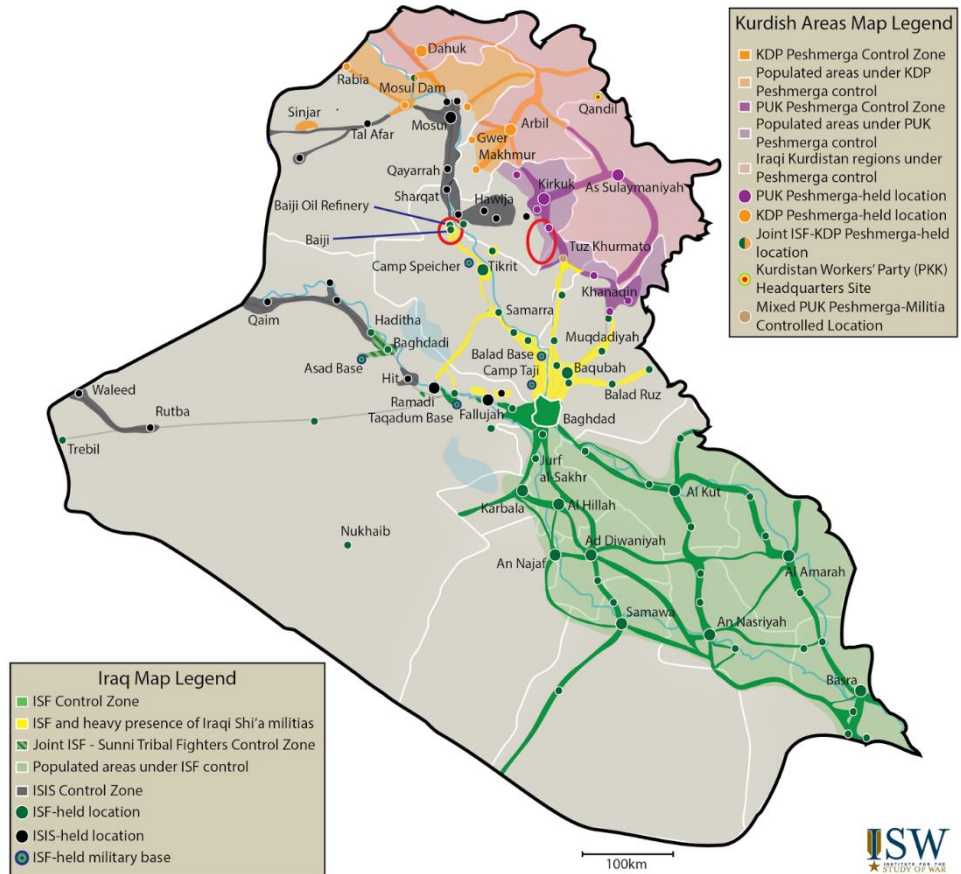 Kurdish Areas Map Legend
KDP Peshmerga Control Zone
Populated areas under KDP
Peshmerga control
PUK Peshmerga Control Zone
Populated areas under PUK
Peshmerga control
Iraqi Kurdistan regions under
Peshmerga control
PUK Peshmerga-held location
KDP Peshmerga-held location
Joint ISF-KDP Peshmerga-held
location
Kurdistan Workers' Party (PKK)
Headquarters Site
Mixed PUK Peshmerga-Militia
Controlled Location
Dahuk
Rabia
Mosul Dam
Qandil
Sinjar
Mosul
Arbil
Tal Afar
Gwer
Makhmur
Qayarrah
Kirkuk
As Sulaymaniyah
Sharqat
Hawija
Baiji Oil Refinery
Baiji
Tuz Khurmato
Camp Speicher
Tikrit
Khanaqin
Qaim
Samarra
Haditha
Muqdadiyah
Baghdadi
Balad Base
Asad Base
Camp Taji
Baqubah
Hit
Waleed
Balad Ruz
Ramadi
Rutba
Taqadum Base
Fallujah
Baghdad
Trebil
Jurf
al-Sakhr
Al Kut
Karbala
Al Hillah
Nukhaib
Ad Diwaniyah
An Najaf
Al Amarah
Samawa
An Nasriyah
Basra
Iraq Map Legend
ISF Control Zone
ISF and heavy presence of Iraqi Shi'a militias
Joint ISF - Sunni Tribal Fighters Control Zone
Populated areas under ISF control
ISIS Control Zone
ISF-held location
ISIS-held location
ISF-held military base
100km
ISW
INSTITUTE FOR THE
STUDY OF WAR